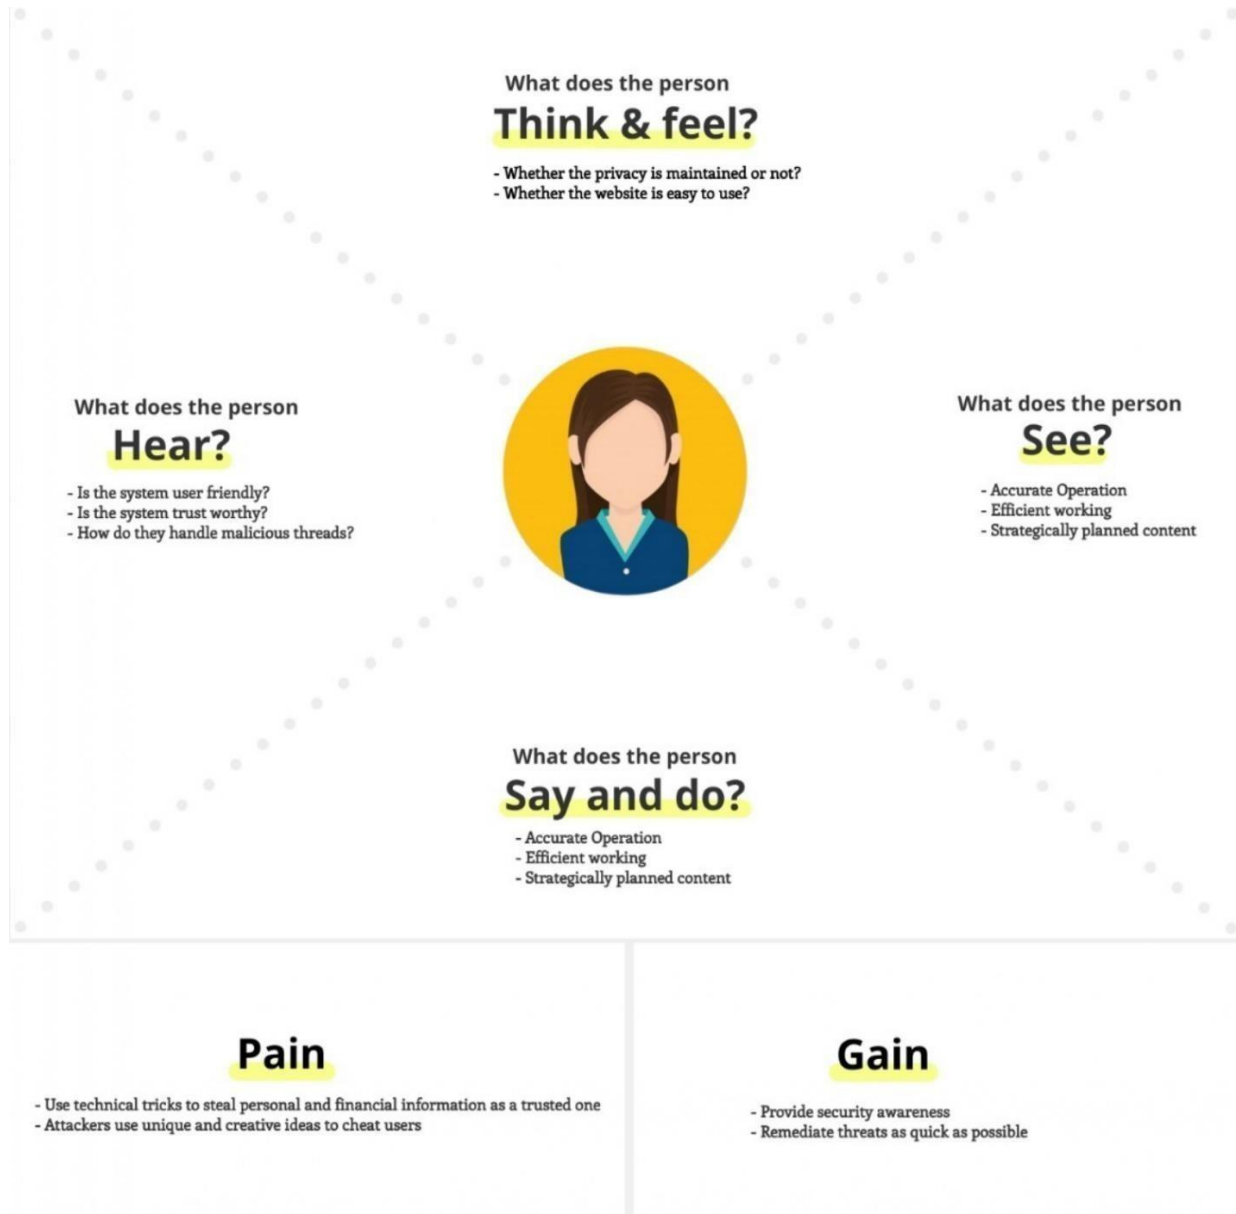 What does the person
Think & feel?
- Whether the privacy is maintained or not?
- Whether the website is easy to use?
What does the person
Hear?
- Is the system user friendly?
- Is the system trust worthy?
- How do they handle malicious threads?
What does the person
See?
- Accurate Operation
- Efficient working
- Strategically planned content
What does the person
Say and do?
- Accurate Operation
- Efficient working
- Strategically planned content
Pain
- Use technical tricks to steal personal and financial information as a trusted one
- Attackers use unique and creative ideas to cheat users
Gain
- Provide security awareness
- Remediate threats as quick as possible